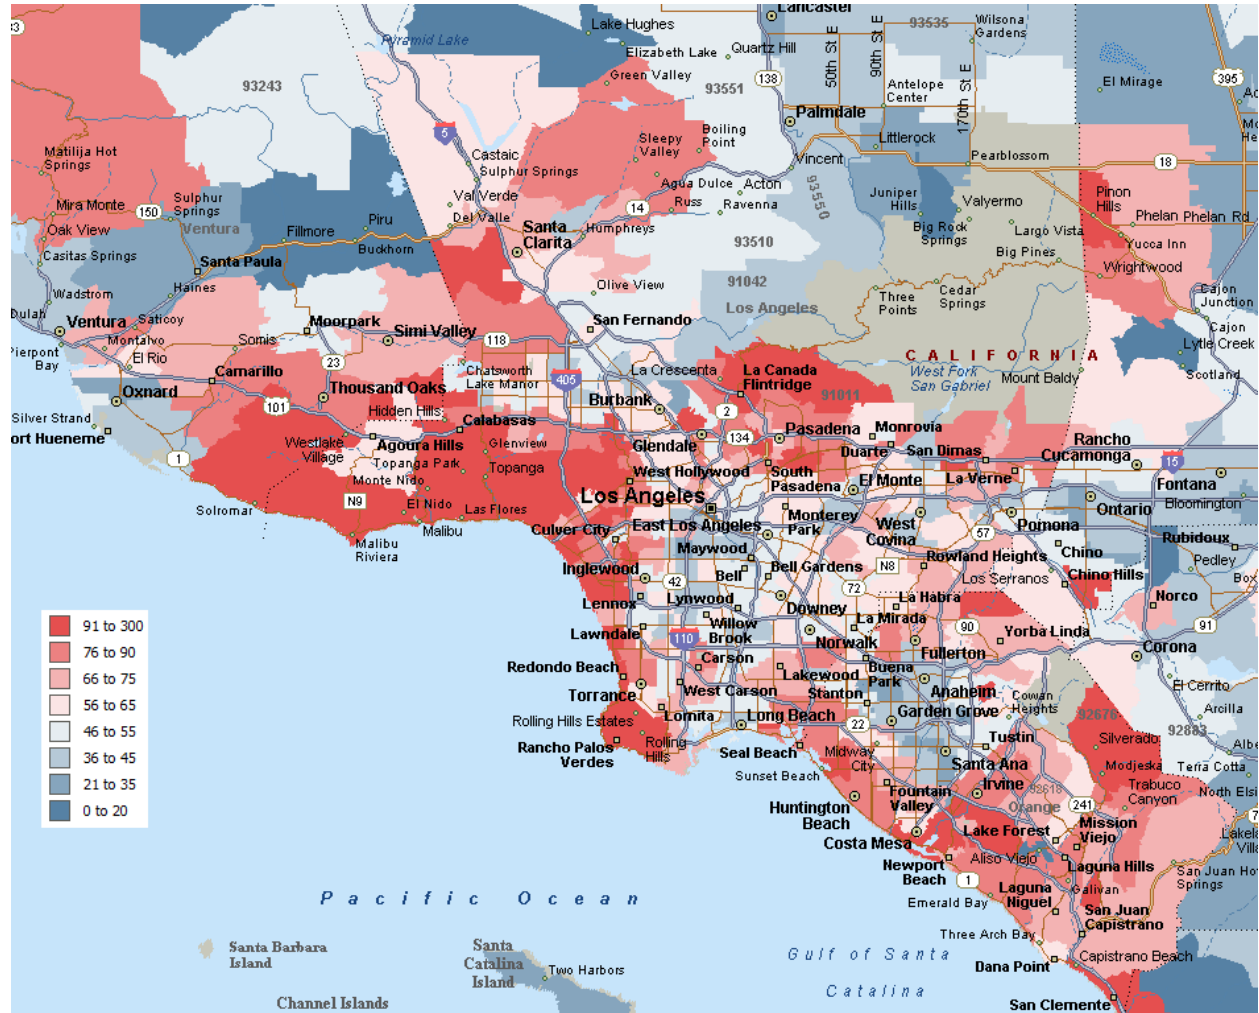 Lancaster
Lake Hughes
Wilsona
Gardens
93535
33
Pyramid Lake
Elizabeth Lake
Quartz Hill
50th St E
90th St E
170th St E
Green Valley
138
El Mirage
395
93243
93551
Antelope
Center
Palmdale
5
Sleepy
Valley
Boiling
Point
Littlerock
Matilija Hot
Springs
Castaic
Sulphur Springs
Vincent
Pearblossom
18
Agua Dulce
Acton
93550
Juniper
Hills
Valyermo
Pinon
Hills
Mira Monte
150
Sulphur
Springs
Val Verde
Del Valle
14
Russ
Ravenna
Phelan
Phelan Rd
Oak View
Ventura
Piru
Fillmore
Buckhorn
Santa
Clarita
Humphreys
93510
Big Rock
Springs
Largo Vista
Yucca Inn
Casitas Springs
Santa Paula
Big Pines
Wrightwood
Wadstrom
Haines
Olive View
91042
Los Angeles
Three
Points
Cedar
Springs
Cajon
Junction
Dulah
Ventura
Saticoy
Moorpark
Simi Valley
118
San Fernando
Cajon
Pierpont
Bay
Montalvo
El Rio
Somis
23
Chatsworth
Lake Manor
405
La Crescenta
La Canada
Flintridge
CALIFORNIA
West Fork
San Gabriel
Mount Baldy
Lytle Creek
Scotland
Camarillo
Thousand Oaks
Burbank
91011
Oxnard
101
Hidden Hills
Calabasas
2
Silver Strand
ort Hueneme
Westlake
Village
Agoura Hills
Glenview
Glendale
134
Pasadena
Monrovia
Duarte
San Dimas
Rancho
Cucamonga
1
Topanga Park
Topanga
West Hollywood
South
Pasadena
El Monte
La Verne
15
Fontana
Monte Nido
N9
Los Angeles
Bloomington
Solromar
El Nido
Las Flores
Malibu
Malibu
Riviera
Culver City
East Los Angeles
Monterey
Park
West
Covina
Pomona
Ontario
57
Rubidoux
Maywood
Rowland Heights
Chino
Pedley
Inglewood
42
Bell
Bell Gardens
N8
Los Serranos
Chino Hills
72
Lennox
Lynwood
Downey
La Habra
Norco
Lawndale
110
Willow
Brook
Norwalk
La Mirada
90
Yorba Linda
91
Fullerton
Corona
Redondo Beach
Carson
Lakewood
Buena
Park
Torrance
West Carson
Stanton
Anaheim
Cowan
Heights
El Cerrito
Rolling Hills Estates
Lomita
Long Beach
22
Garden Grove
92676
Arcilla
92883
Rancho Palos
Verdes
Rolling
Hills
Seal Beach
Midway
City
Tustin
Silverado
Sunset Beach
Santa Ana
Modjeska
Terra Cotta
Huntington
Beach
Fountain
Valley
Irvine
92618
Orange
241
Trabuco
Canyon
North Elsi
Costa Mesa
Lake Forest
Mission
Viejo
Newport
Beach
Aliso Viejo
Laguna Hills
San Juan Hot
Springs
1
Emerald Bay
Laguna
Niguel
Galivan
San Juan
Capistrano
Three Arch Bay
Dana Point
Capistrano Beach
San Clemente
91 to 300
76 to 90
66 to 75
56 to 65
46 to 55
36 to 45
21 to 35
0 to 20
Pacific Ocean
Santa Barbara
Island
Santa
Catalina
Island
Two Harbors
Channel Islands
Gulf of Santa
Catalina